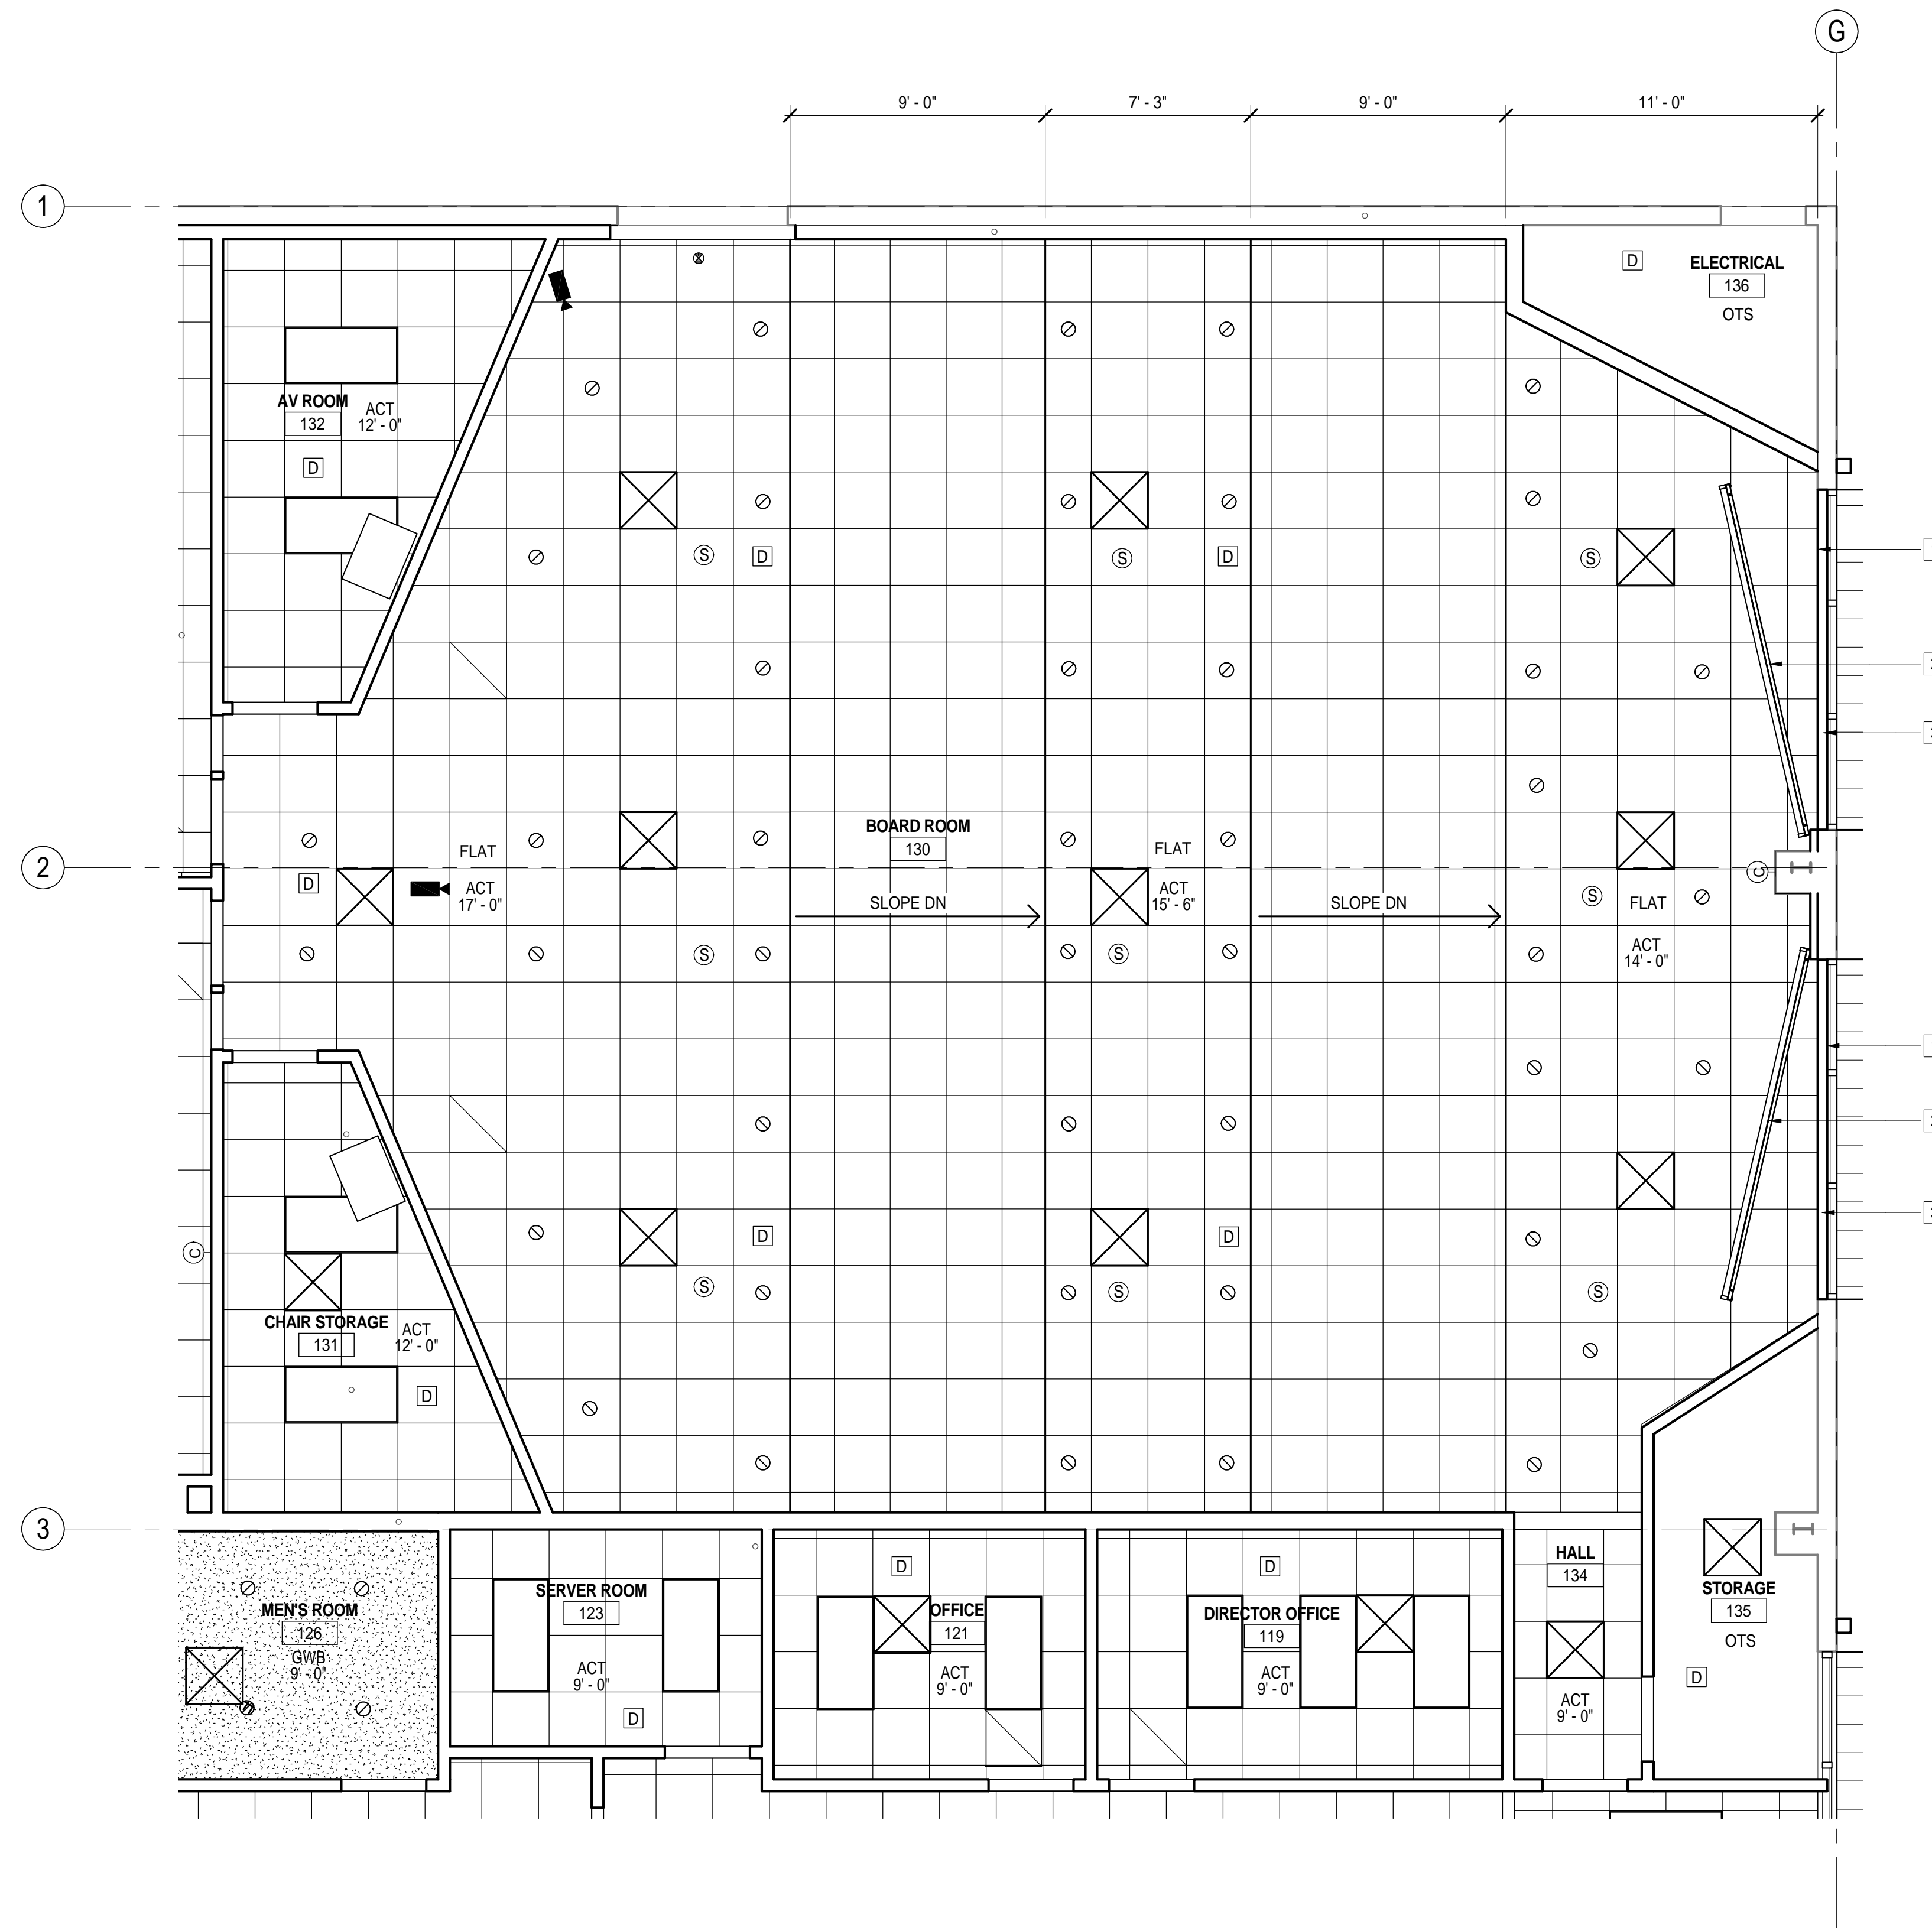 G
9' - 0"
7' - 3"
9' - 0"
11' - 0"
1
D
ELECTRICAL
136
OTS
AV ROOM
132
ACT
12' - 0"
D
S
D
S
D
S
BOARD ROOM
130
FLAT
FLAT
2
D
ACT
17' - 0"
SLOPE DN
ACT
15' - 6"
SLOPE DN
C
S
FLAT
S
S
ACT
14' - 0"
D
D
C
S
S
S
CHAIR STORAGE
131
ACT
12' - 0"
D
3
D
D
HALL
134
SERVER ROOM
123
STORAGE
135
OTS
MEN'S ROOM
126
GWB
9' - 0"
OFFICE
121
DIRECTOR OFFICE
119
ACT
9' - 0"
ACT
9' - 0"
ACT
9' - 0"
D
ACT
9' - 0"
D